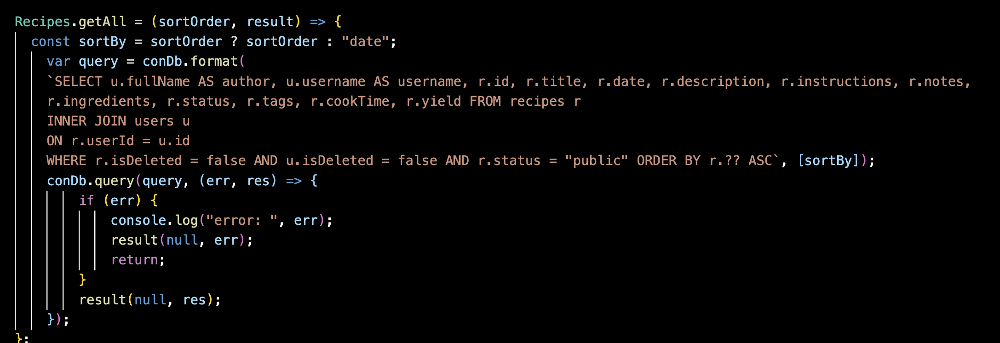 Recipes.getAll = (sortOrder, result) => {
const sortBy = sortOrder ? sortOrder : "date";
var query = conDb.format(
`SELECT u.fullName AS author, u.username AS username, r.id, r.title, r.date, r.description, r.instructions, r.notes,
r.ingredients, r.status, r.tags, r.cookTime, r.yield FROM recipes r
INNER JOIN users u
ON r.userId = u.id
WHERE r.isDeleted = false AND u.isDeleted = false AND r.status = "public" ORDER BY r.?? ASC`, [sortBy]);
conDb.query(query, (err, res) => {
if (err) {
console.log("error: ", err);
result(null, err);
return;
}
result(null, res);
});
};